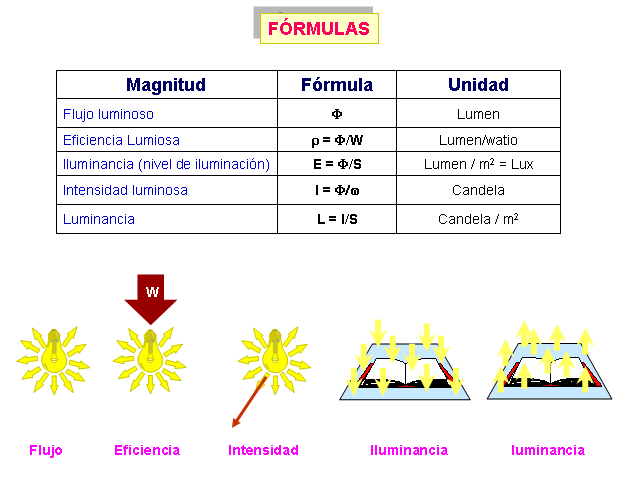 FÓRMULAS
Magnitud Fórmula Unidad
Flujo luminoso Φ Lumen
Eficiencia Lumiosa ρ = Φ/W Lumen/watio
Iluminancia (nivel de iluminación) E = Φ/S Lumen / m² = Lux
Intensidad luminosa I = Φ/ω Candela
Luminancia L = I/S Candela / m²
W
Flujo Eficiencia Intensidad Iluminancia luminancia